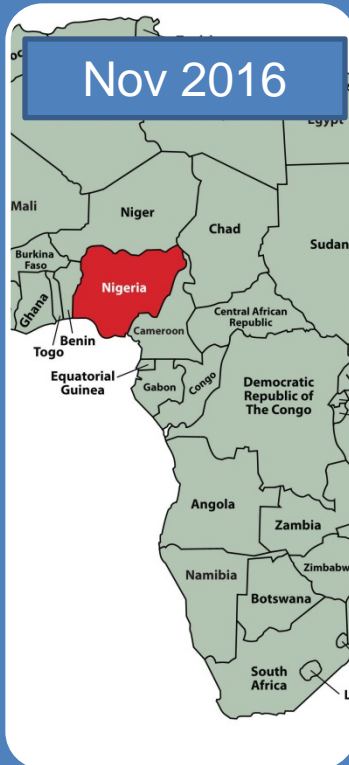 Nov 2016
Egypt
Mali
Niger
Chad
Sudan
Burkina
Faso
Nigeria
Ghana
Benin
Togo
Cameroon
Central African
Republic
Equatorial
Guinea
Gabon
Congo
Democratic
Republic of
The Congo
Angola
Zambia
Namibia
Zimbabw
Botswana
South
Africa
L